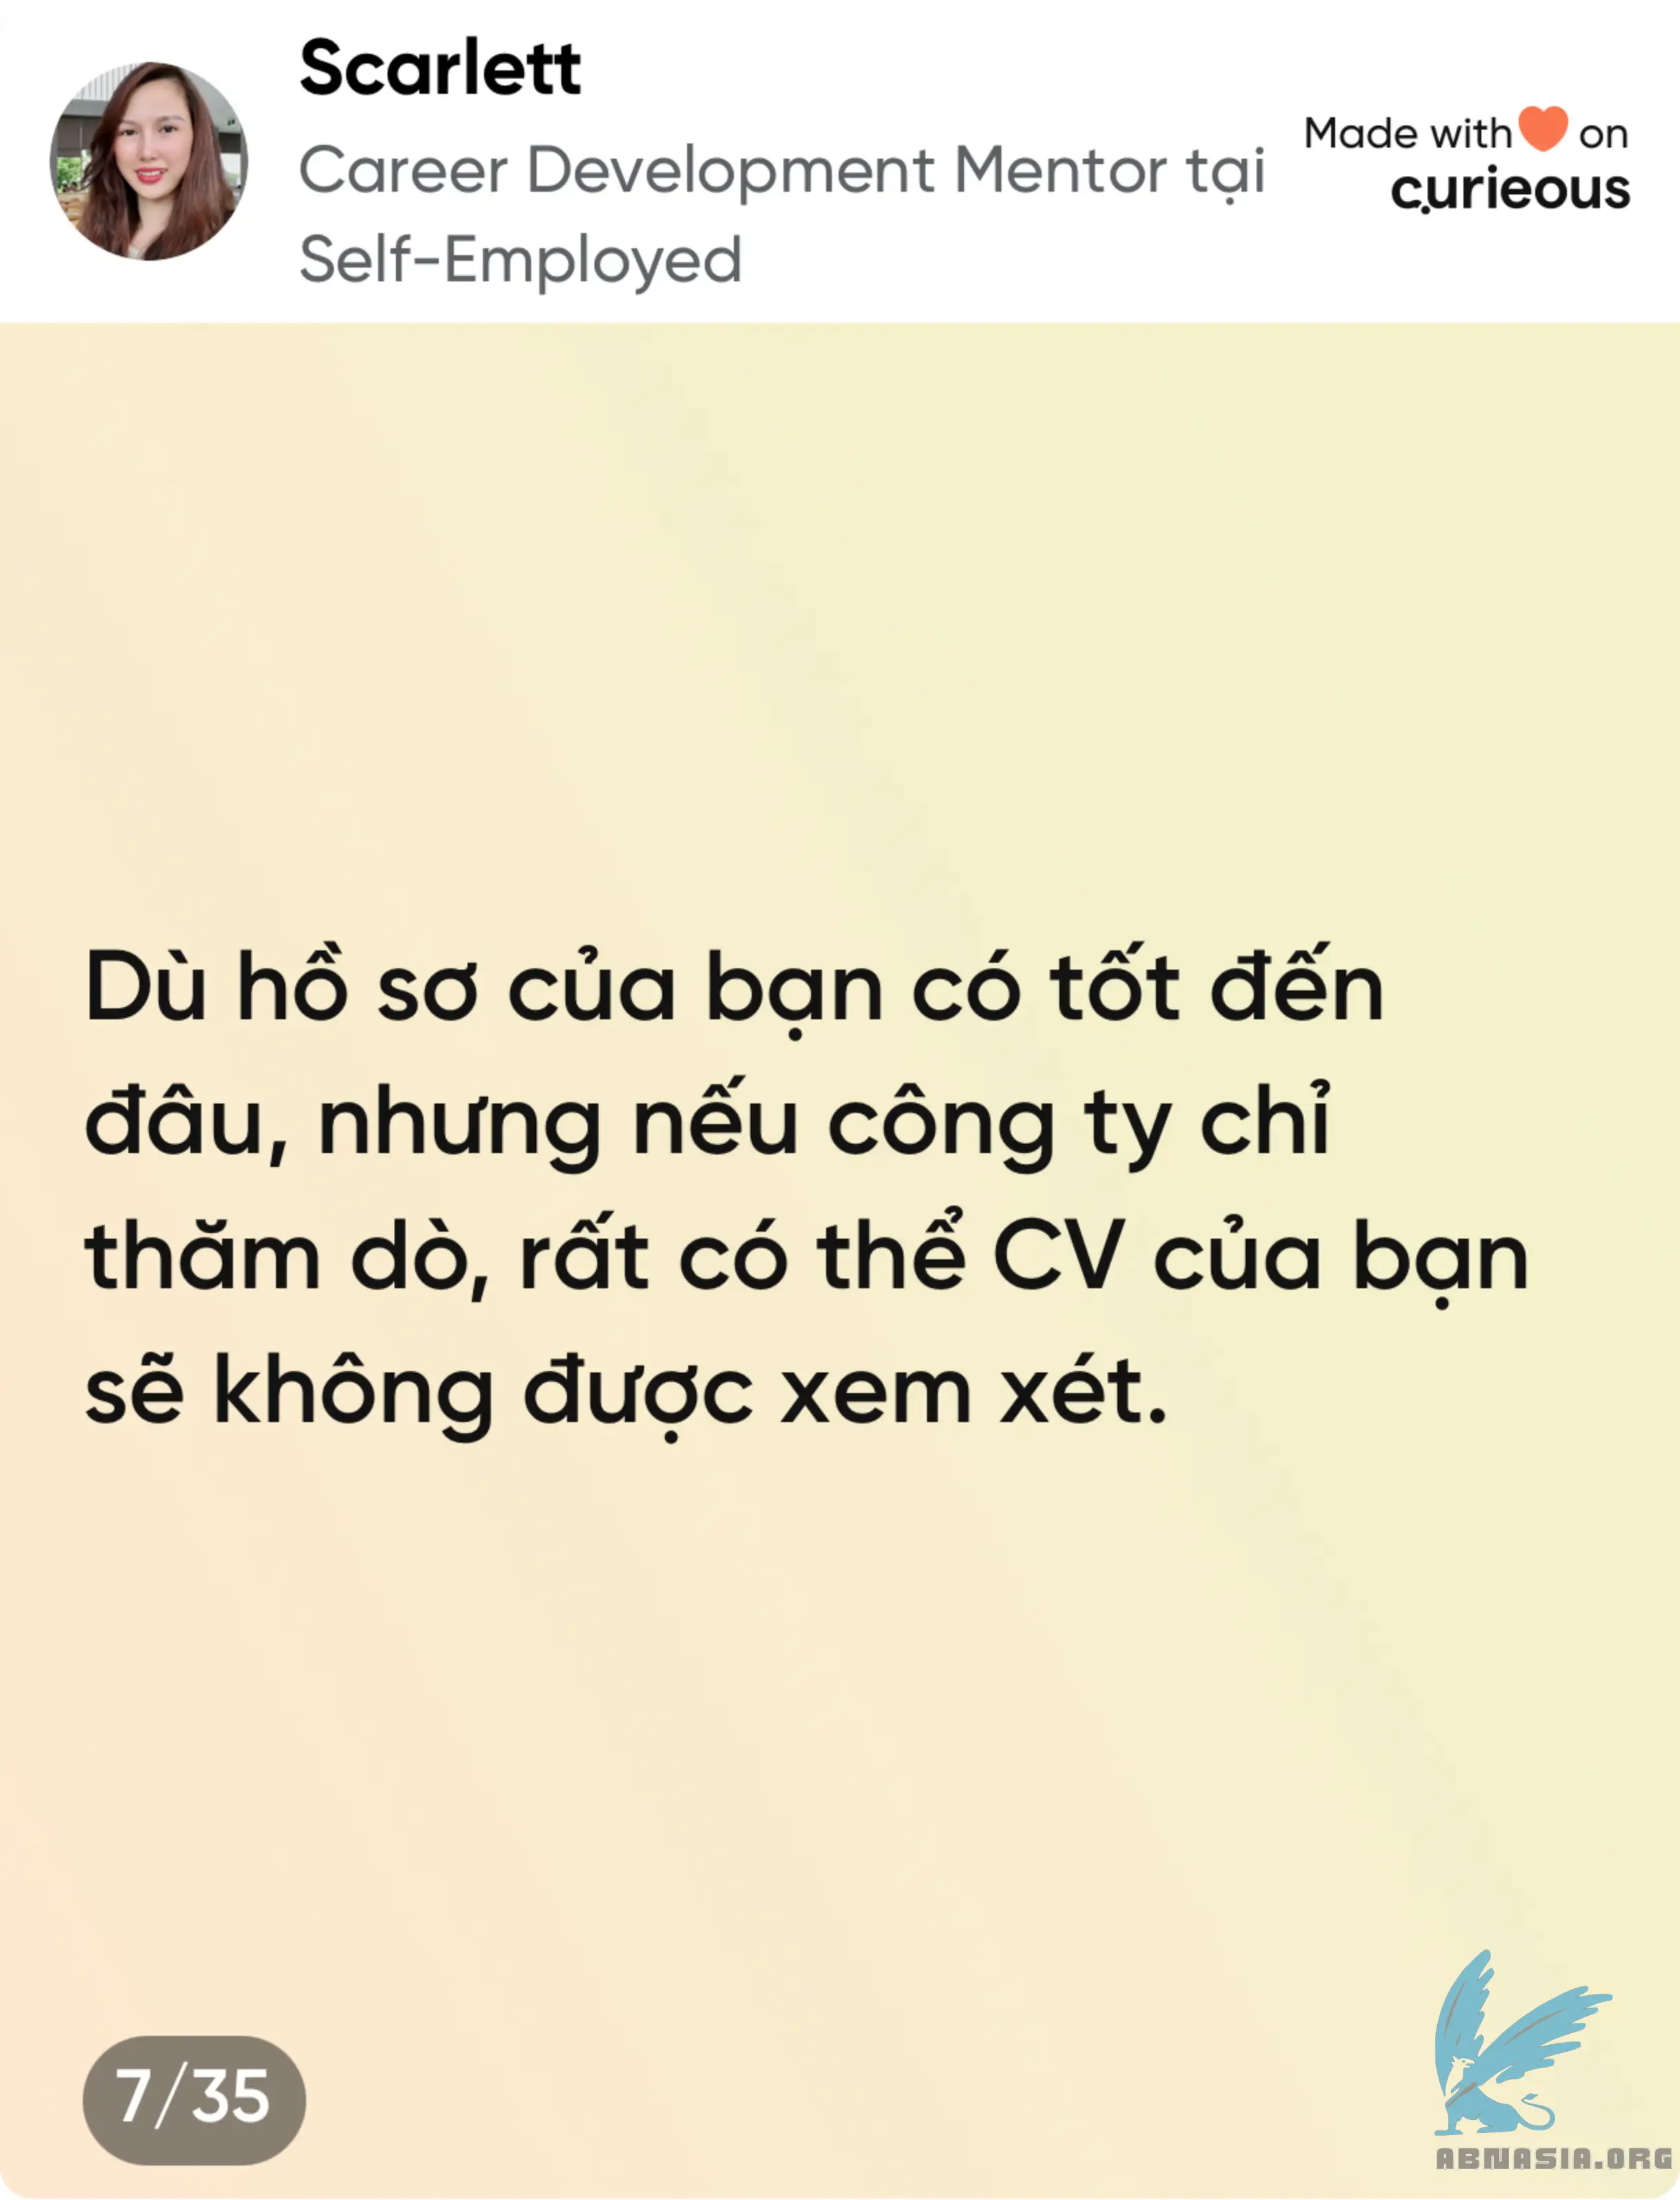 Scarlett
Career Development Mentor tại
Self-Employed
Made with on
curieous
Dù hồ sơ của bạn có tốt đến
đâu, nhưng nếu công ty chỉ
thăm dò, rất có thể CV của bạn
sẽ không được xem xét.
7/35
ABNASIA.ORG